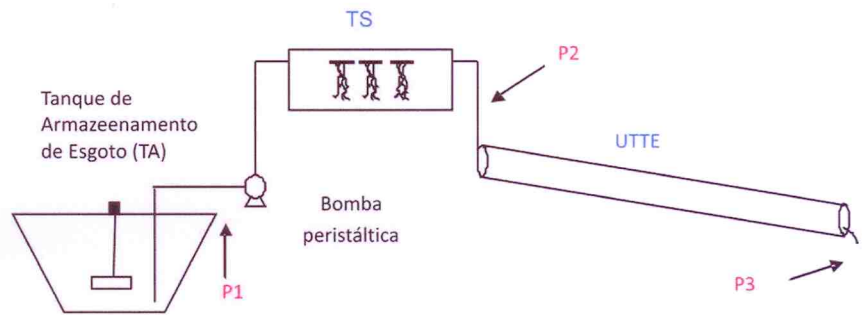 TS
P2
Tanque de
Armazeenamento
de Esgoto (TA)
UTTE
Bomba
peristáltica
P1
P3